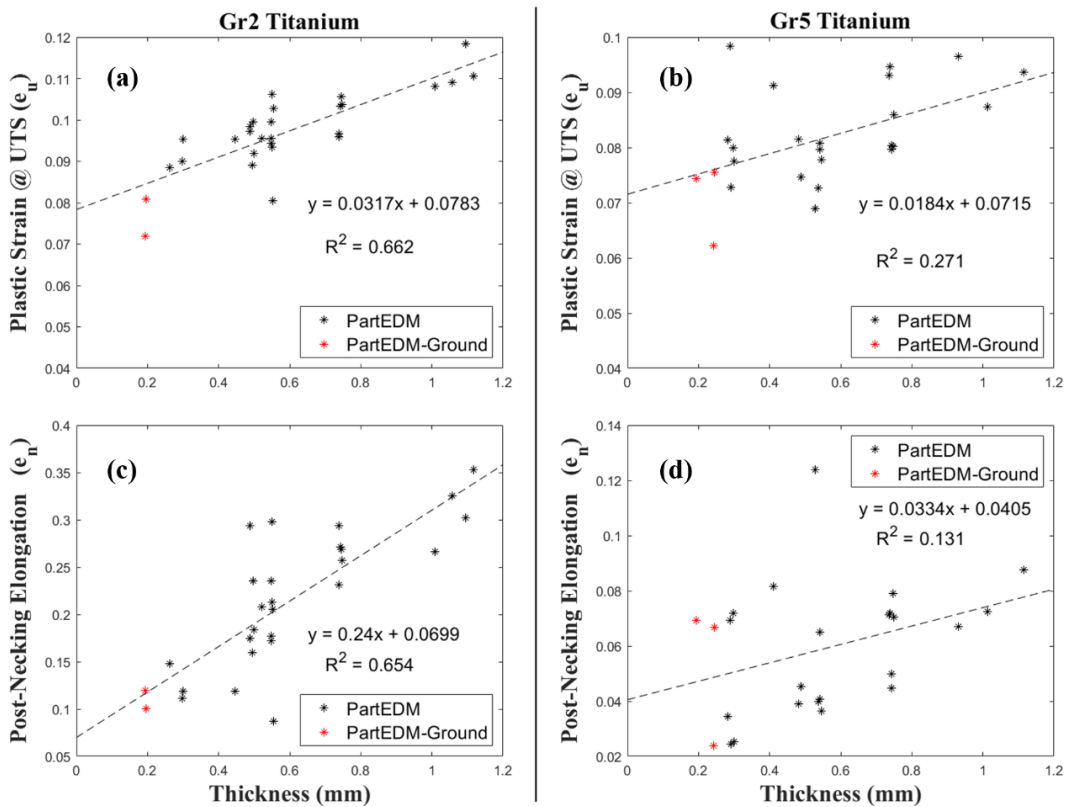 Gr2 Titanium
(a)
Plastic Strain @ UTS (e_u)
0.12
0.11
0.1
0.09
0.08
0.07
0.06
0.05
0.04
0
0.2
0.4
0.6
0.8
1
1.2
y = 0.0317x + 0.0783
R² = 0.662
PartEDM
PartEDM-Ground
Gr5 Titanium
(b)
Plastic Strain @ UTS (e_u)
0.1
0.09
0.08
0.07
0.06
0.05
0.04
0
0.2
0.4
0.6
0.8
1
1.2
y = 0.0184x + 0.0715
R² = 0.271
PartEDM
PartEDM-Ground
(c)
Post-Necking Elongation (e_n)
0.4
0.35
0.3
0.25
0.2
0.15
0.1
0.05
0
0.2
0.4
0.6
0.8
1
1.2
y = 0.24x + 0.0699
R² = 0.654
PartEDM
PartEDM-Ground
Thickness (mm)
(d)
Post-Necking Elongation (e_n)
0.14
0.12
0.1
0.08
0.06
0.04
0.02
0
0.2
0.4
0.6
0.8
1
1.2
PartEDM
PartEDM-Ground
y = 0.0334x + 0.0405
R² = 0.131
Thickness (mm)